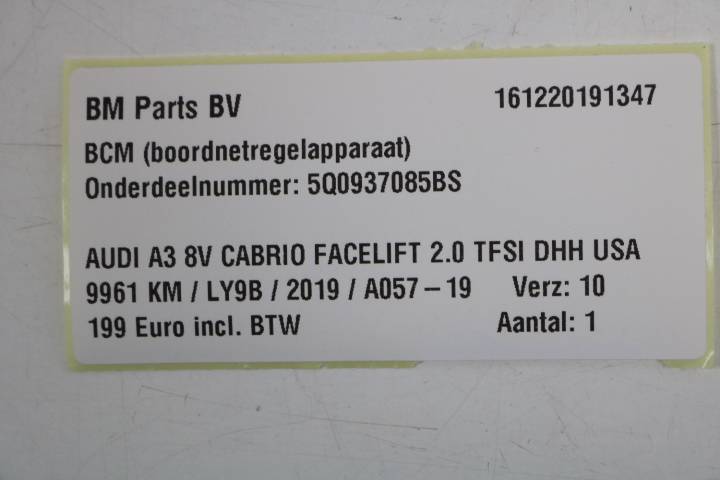 BM Parts BV 161220191347
BCM (boordnetregelapparaat)
Onderdeelnummer: 5Q0937085BS
AUDI A3 8V CABRIO FACELIFT 2.0 TFSI DHH USA
9961 KM / LY9B / 2019 / A057-19 Verz: 10
199 Euro incl. BTW Aantal: 1